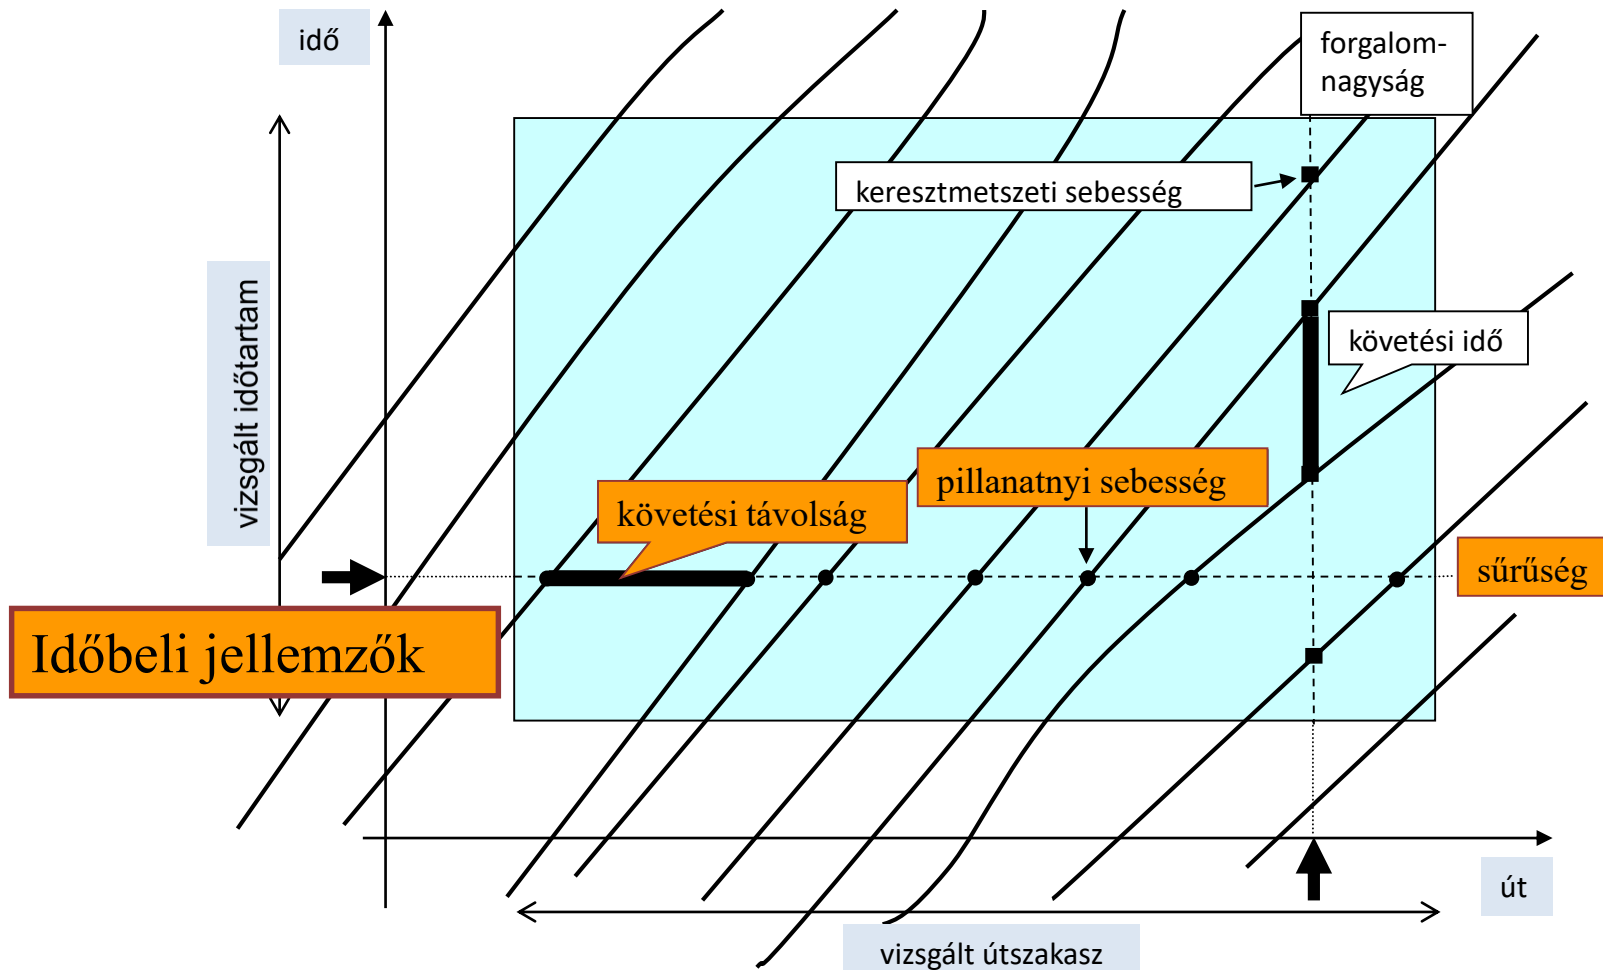 idő
forgalom-
nagyság
keresztmetszeti sebesség
vizsgált időtartam
követési idő
pillanatnyi sebesség
követési távolság
sűrűség
Időbeli jellemzők
út
vizsgált útszakasz